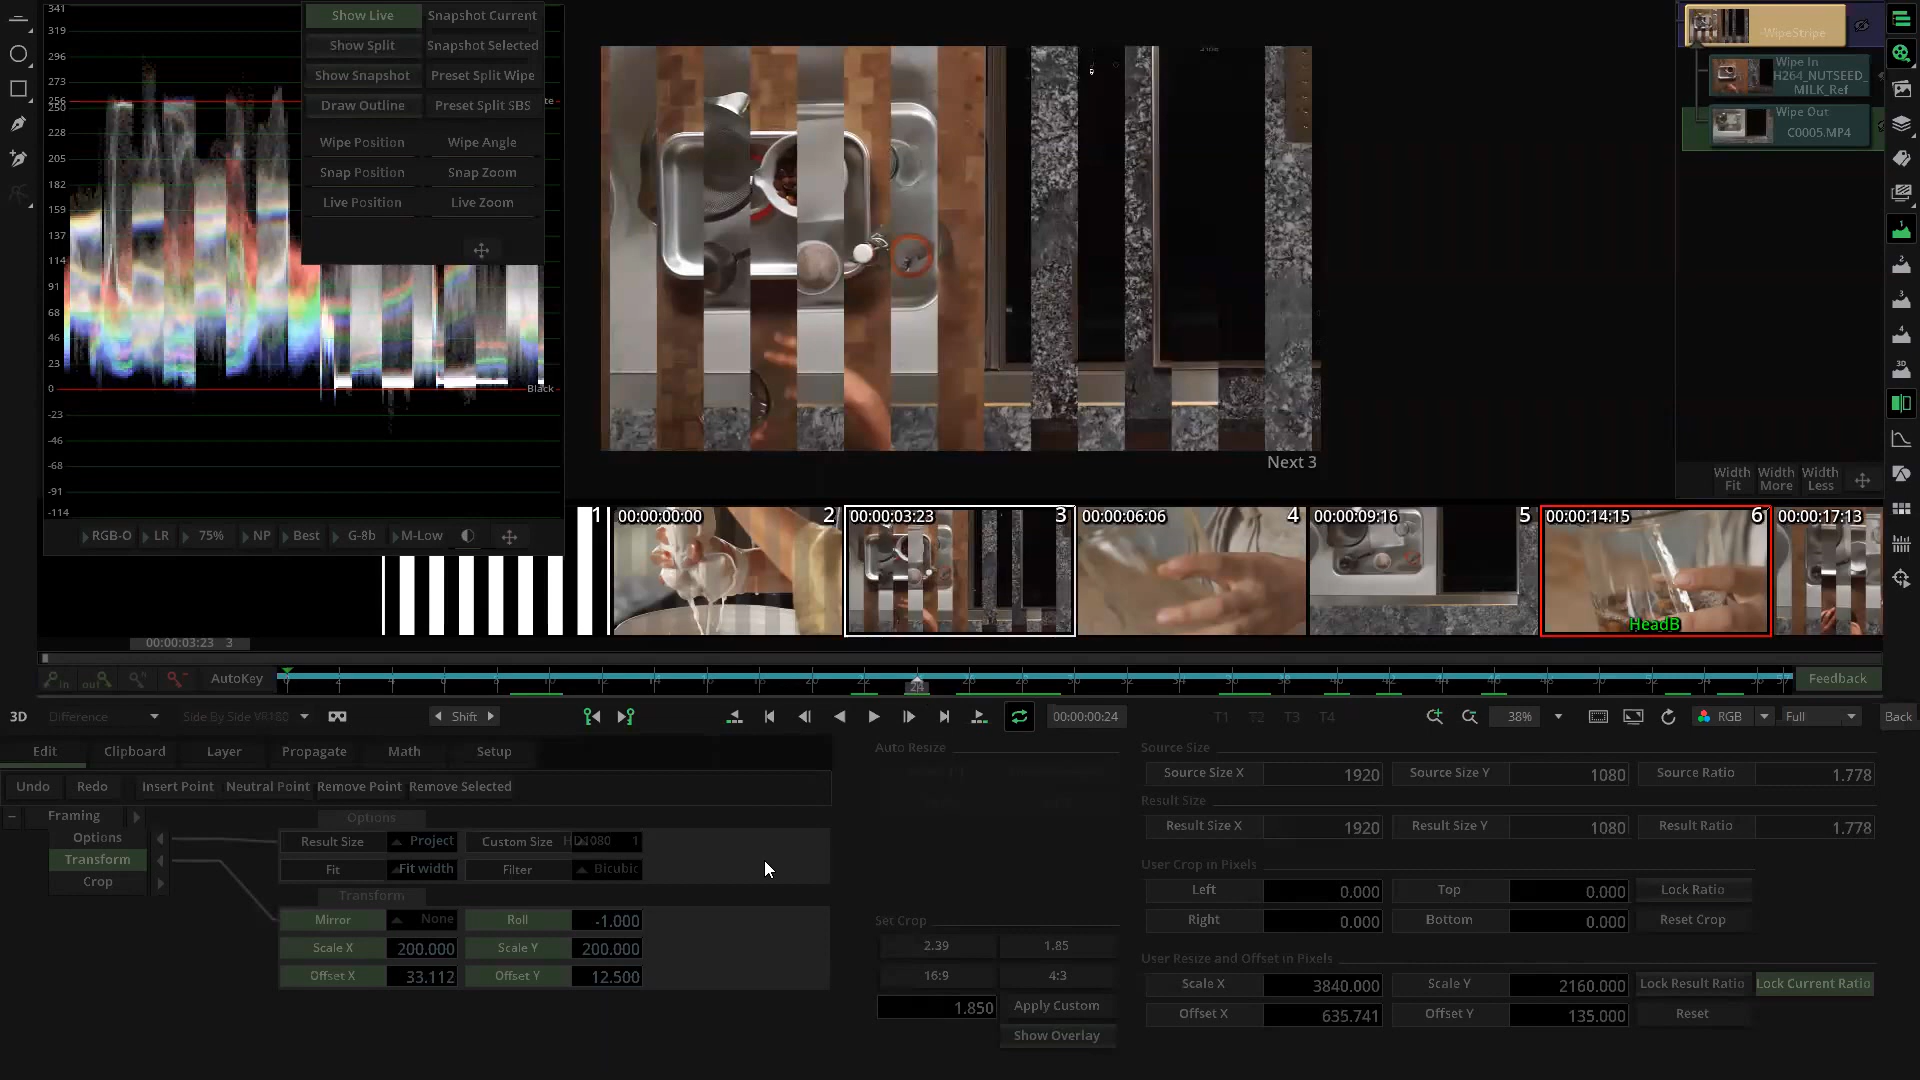 341
319
296
273
256
250
228
205
182
159
137
114
91
68
46
23
0
-23
-46
-68
-91
-114
Black
RGB-O LR 75% NP Best G-8b M-Low
Show Live Snapshot Current
Show Split Snapshot Selected
Show Snapshot Preset Split Wipe
Draw Outline Preset Split SBS
Wipe Position Wipe Angle
Snap Position Snap Zoom
Live Position Live Zoom
Next 3
-WipeStripe
Wipe In
H264_NUTSEED_
MILK_Ref
Wipe Out
C0005.MP4
Width Fit Width More Width Less
1
2
3
4
3D
1
00:00:00:00 2
00:00:03:23 3
00:00:06:06 4
00:00:09:16 5
00:00:14:15 6
HeadB
00:00:17:13
00:00:03:23 3
in out AutoKey
24
Feedback
3D Difference Side By Side VR180 Shift 00:00:00:24 T1 T2 T3 T4 38% RGB Full Back
Edit Clipboard Layer Propagate Math Setup
Undo Redo Insert Point Neutral Point Remove Point Remove Selected
Framing
Options
Transform
Crop
Options
Result Size Project Custom Size 1
Fit Fit width Filter Bicubic
Transform
Mirror None Roll -1.000
Scale X 200.000 Scale Y 200.000
Offset X 33.112 Offset Y 12.500
Auto Resize
Set Crop
2.39 1.85
16:9 4:3
1.850 Apply Custom
Show Overlay
Source Size
Source Size X 1920 Source Size Y 1080 Source Ratio 1.778
Result Size
Result Size X 1920 Result Size Y 1080 Result Ratio 1.778
User Crop in Pixels
Left 0.000 Top 0.000 Lock Ratio
Right 0.000 Bottom 0.000 Reset Crop
User Resize and Offset in Pixels
Scale X 3840.000 Scale Y 2160.000 Lock Result Ratio Lock Current Ratio
Offset X 635.741 Offset Y 135.000 Reset